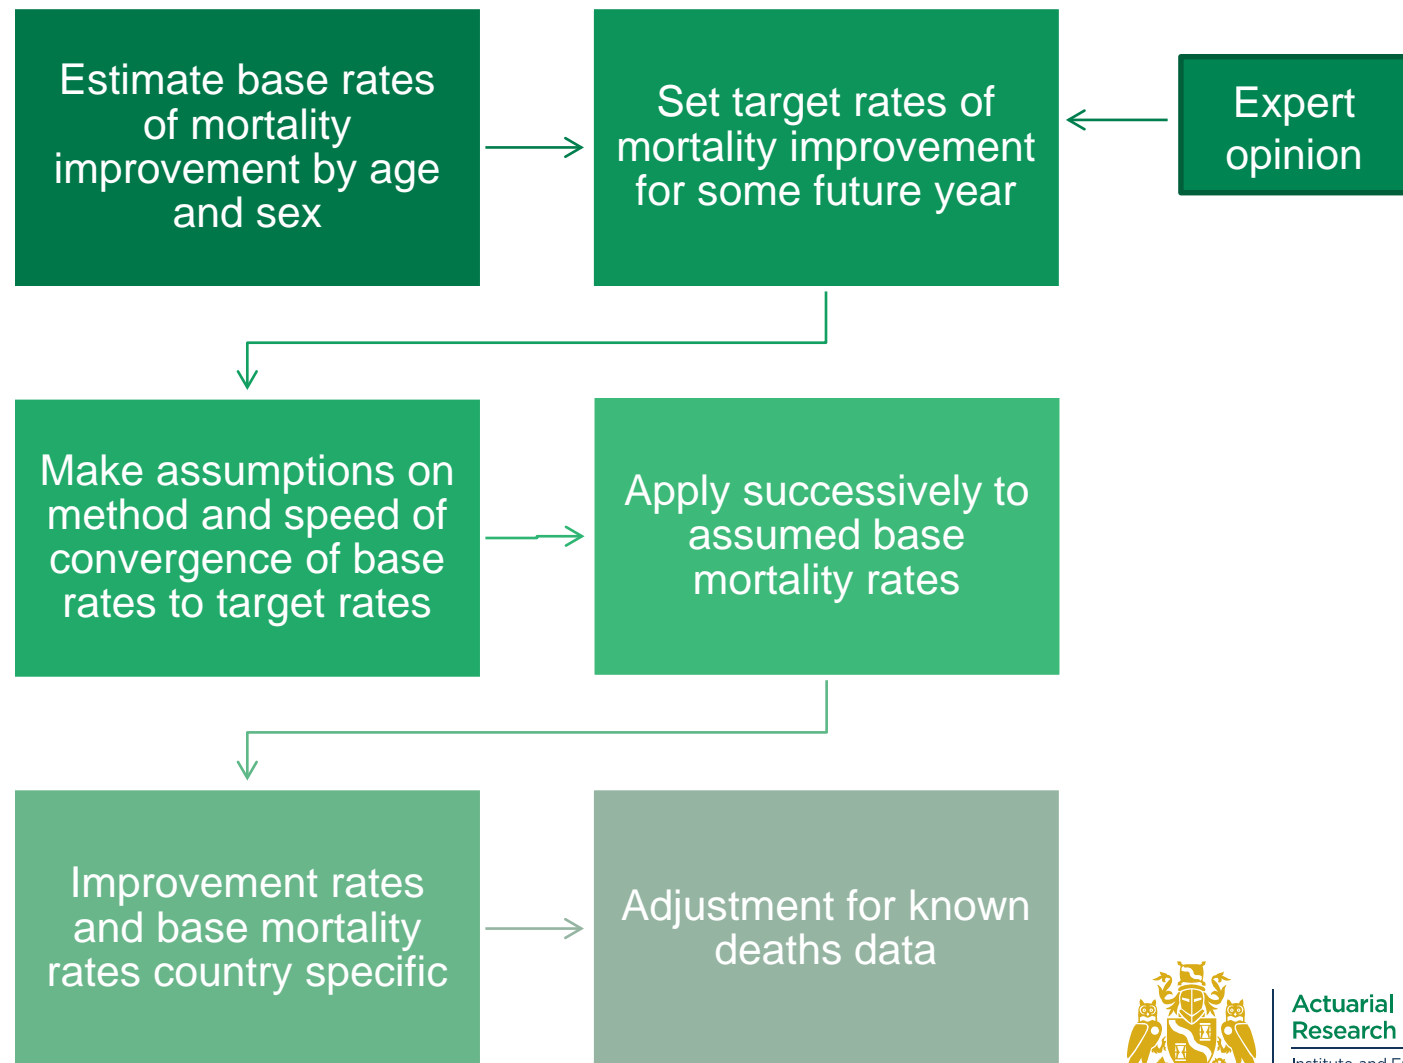 Estimate base rates
of mortality
improvement by age
and sex
Set target rates of
mortality improvement
for some future year
Expert
opinion
Make assumptions on
method and speed of
convergence of base
rates to target rates
Apply successively to
assumed base
mortality rates
Improvement rates
and base mortality
rates country specific
Adjustment for known
deaths data
Actuarial
Research
Institute and